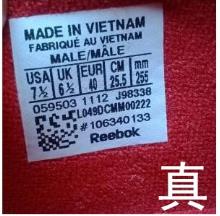 MADE IN VIETNAM
FABRIQUÉ AU VIETNAM
MALE/MÂLE
USA UK EUR CM mm
7½ 6½ 40 25.5 255
059503 1112 J98338
L049DCMM00222
#106340133
Reebok
真